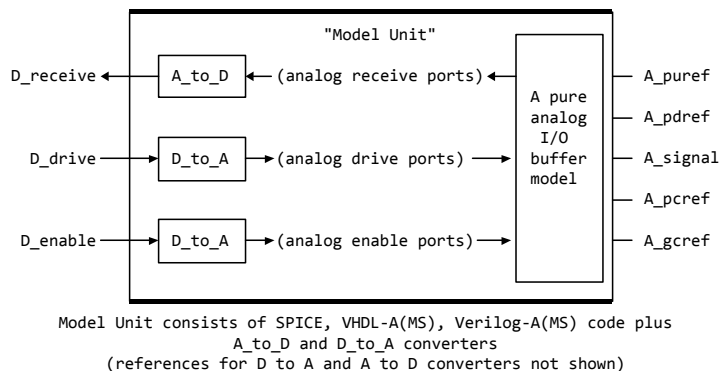 "Model Unit"
D_receive A_to_D (analog receive ports) A_puref
A pure
analog
I/O
buffer
model
A_pdref
D_drive D_to_A (analog drive ports) A_signal
A_pcref
D_enable D_to_A (analog enable ports) A_gcref
Model Unit consists of SPICE, VHDL-A(MS), Verilog-A(MS) code plus
A_to_D and D_to_A converters
(references for D_to_A and A_to_D converters not shown)